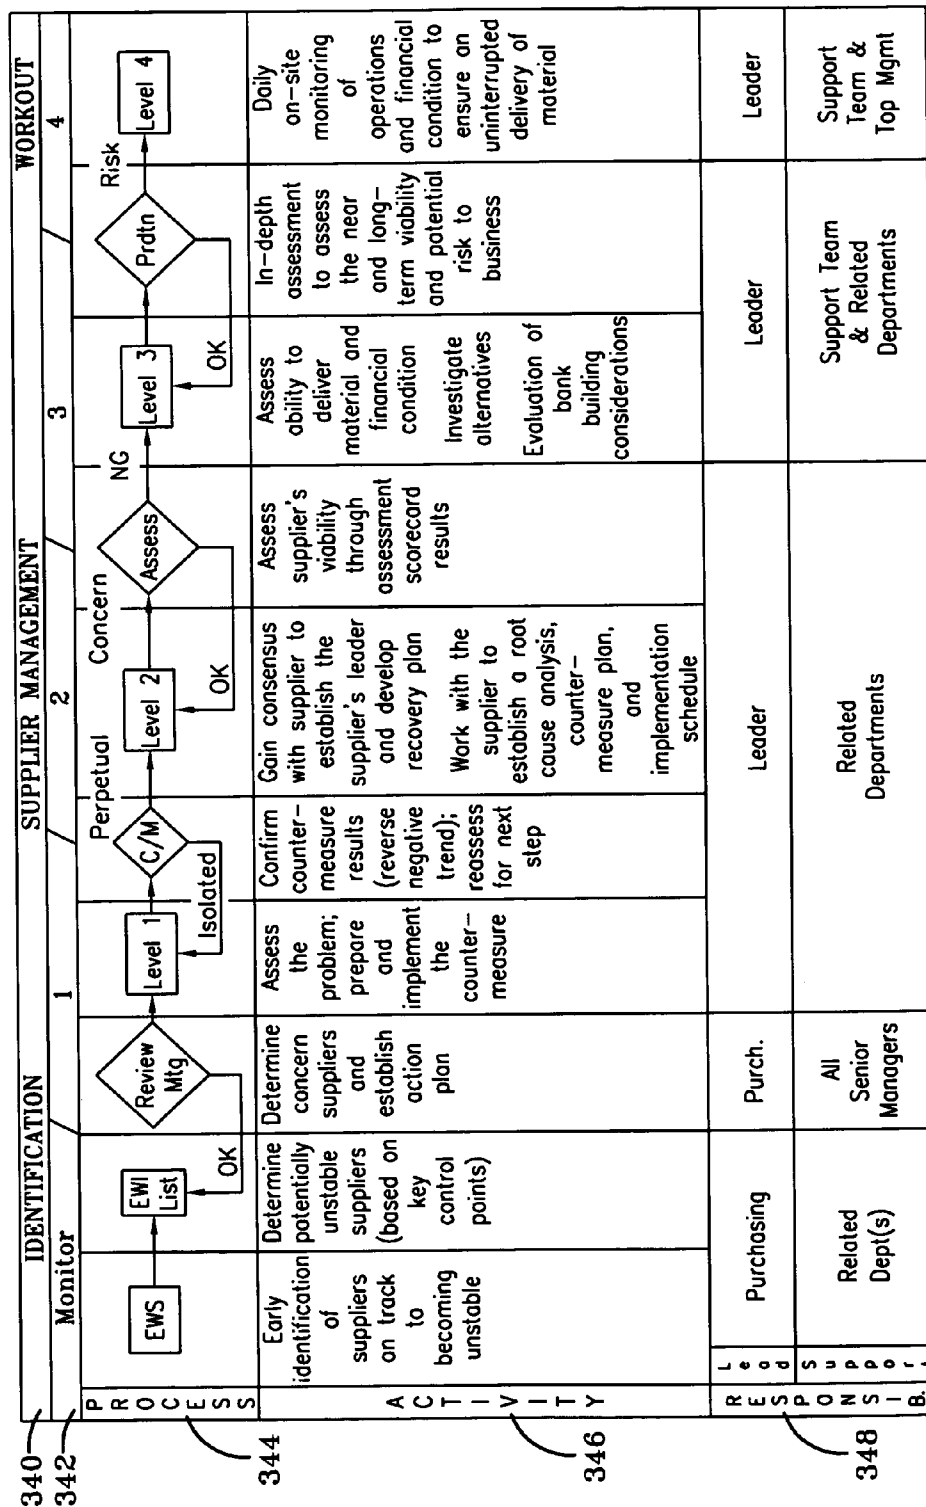 340
IDENTIFICATION
SUPPLIER MANAGEMENT
WORKOUT
342
Monitor
1
2
3
4
344
PROCESS
EWS
EWI
List
OK
Review
Mtg
Level 1
Isolated
C/M
Perpetual
Level 2
OK
Concern
Assess
NG
Level 3
OK
Prdtn
Risk
Level 4
346
ACTIVITY
Early
identification
of
suppliers
on track
to
becoming
unstable
Determine
potentially
unstable
suppliers
(based on
key
control
points)
Determine
concern
suppliers
and
establish
action
plan
Assess
the
problem;
prepare
and
implement
the
counter-
measure
Confirm
counter-
measure
results
(reverse
negative
trend);
reassess
for next
step
Gain consensus
with supplier to
establish the
supplier's leader
and develop
recovery plan
Work with the
supplier to
establish a root
cause analysis,
counter-
measure plan,
and
implementation
schedule
Assess
supplier's
viability
through
assessment
scorecard
results
Assess
ability to
deliver
material and
financial
condition
Investigate
alternatives
Evaluation of
bank
building
considerations
In-depth
assessment
to assess
the near
and long-
term viability
and potential
risk to
business
Daily
on-site
monitoring
of
operations
and financial
condition to
ensure an
uninterrupted
delivery of
material
348
RESPONSIB.
Lead
Purchasing
Purch.
Leader
Leader
Leader
Suppor.
Related
Dept(s)
All
Senior
Managers
Related
Departments
Support Team
& Related
Departments
Support
Team &
Top Mgmt